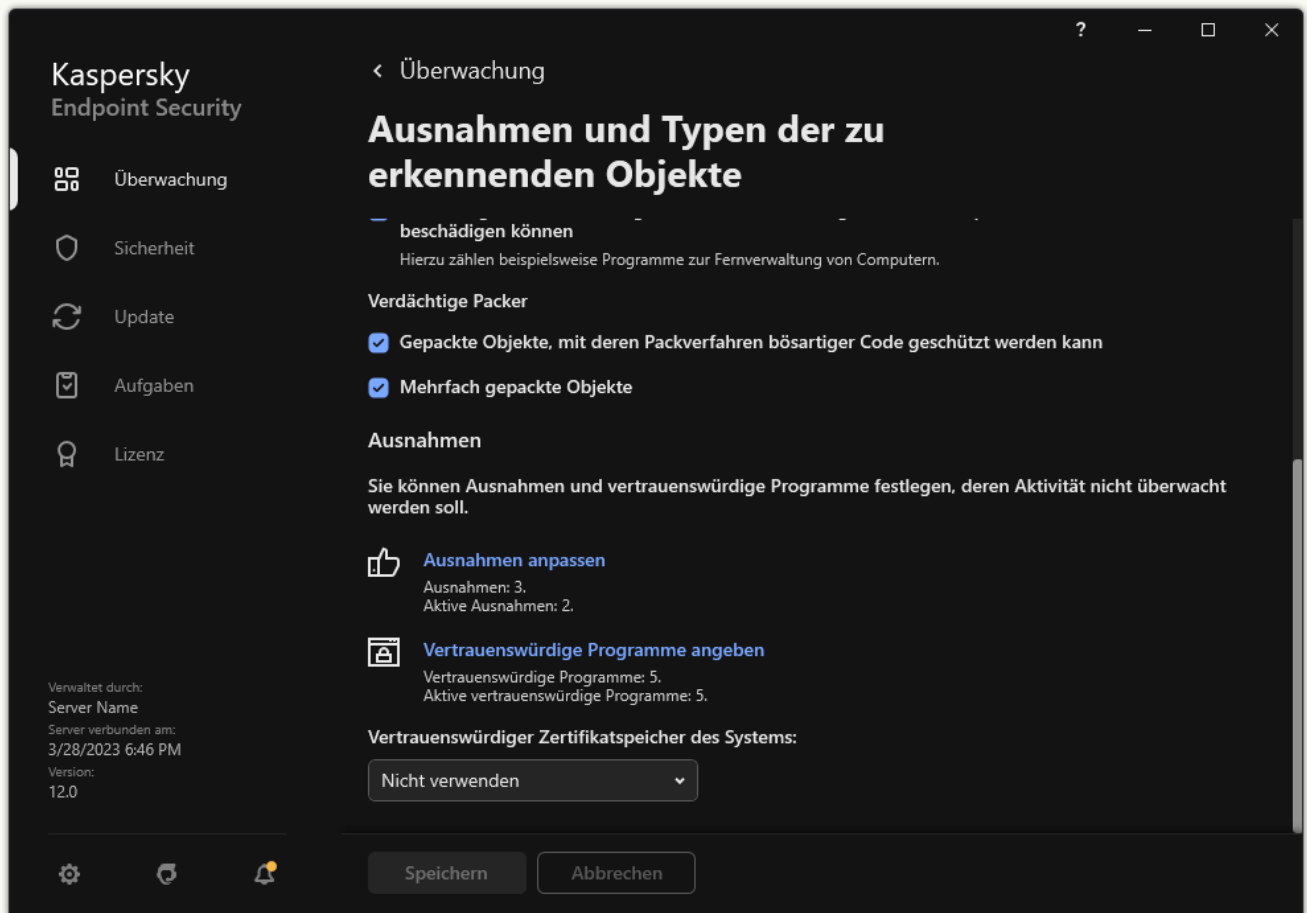 ?
Kaspersky
Endpoint Security
Überwachung
Sicherheit
Update
Aufgaben
Lizenz
Verwaltet durch:
Server Name
Server verbunden am:
3/28/2023 6:46 PM
Version:
12.0
Überwachung
Ausnahmen und Typen der zu
erkennenden Objekte
beschädigen können
Hierzu zählen beispielsweise Programme zur Fernverwaltung von Computern.
Verdächtige Packer
Gepackte Objekte, mit deren Packverfahren bösartiger Code geschützt werden kann
Mehrfach gepackte Objekte
Ausnahmen
Sie können Ausnahmen und vertrauenswürdige Programme festlegen, deren Aktivität nicht überwacht
werden soll.
Ausnahmen anpassen
Ausnahmen: 3.
Aktive Ausnahmen: 2.
Vertrauenswürdige Programme angeben
Vertrauenswürdige Programme: 5.
Aktive vertrauenswürdige Programme: 5.
Vertrauenswürdiger Zertifikatspeicher des Systems:
Nicht verwenden
Speichern
Abbrechen